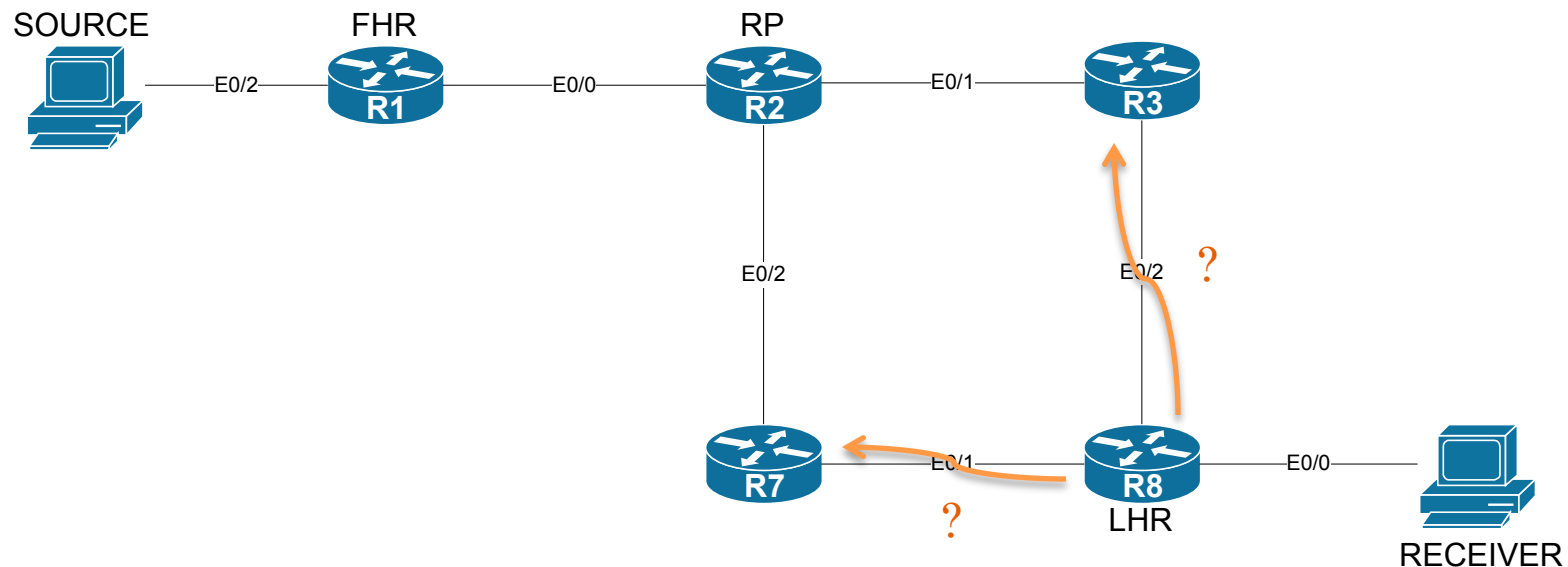 SOURCE
FHR
RP
E0/2
R1
E0/0
R2
E0/1
R3
E0/2
E0/2
?
R7
E0/1
R8
E0/0
?
LHR
RECEIVER